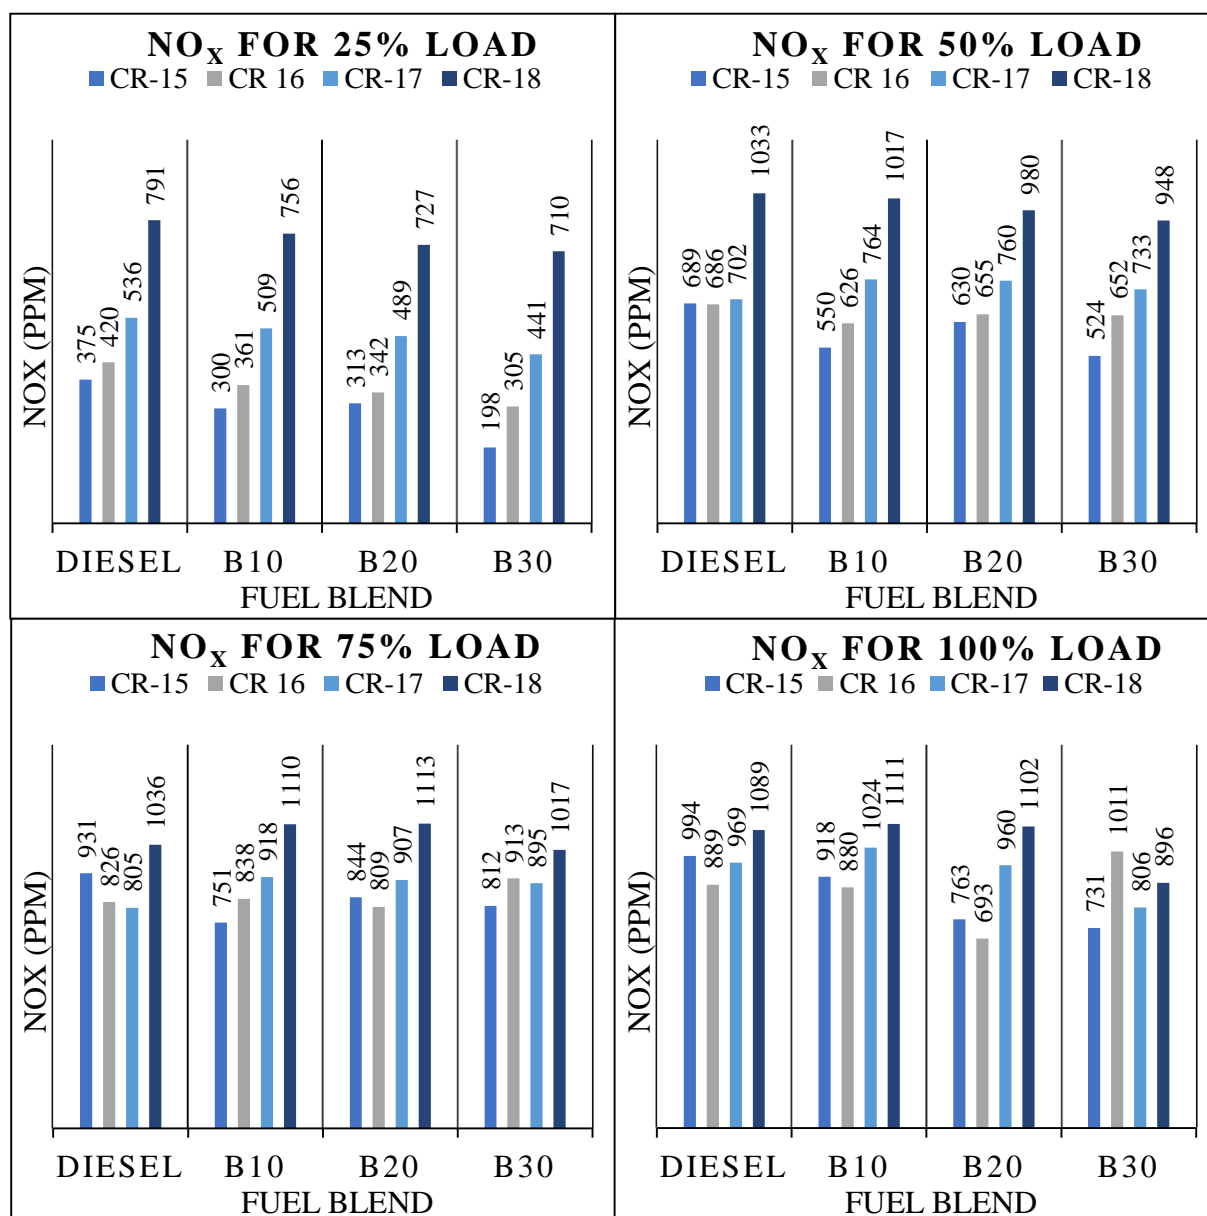 NOX FOR 25% LOAD
CR-15 CR 16 CR-17 CR-18
NOX (PPM)
375 420 536 791
300 361 509 756
313 342 489 727
198 305 441 710
DIESEL B10 B20 B30
FUEL BLEND
NOX FOR 50% LOAD
CR-15 CR 16 CR-17 CR-18
NOX (PPM)
689 686 702 1033
550 626 764 1017
630 655 760 980
524 652 733 948
DIESEL B10 B20 B30
FUEL BLEND
NOX FOR 75% LOAD
CR-15 CR 16 CR-17 CR-18
NOX (PPM)
931 826 805 1036
751 838 918 1110
844 809 907 1113
812 913 895 1017
DIESEL B10 B20 B30
FUEL BLEND
NOX FOR 100% LOAD
CR-15 CR 16 CR-17 CR-18
NOX (PPM)
994 889 969 1089
918 880 1024 1111
763 693 960 1102
731 1011 806 896
DIESEL B10 B20 B30
FUEL BLEND